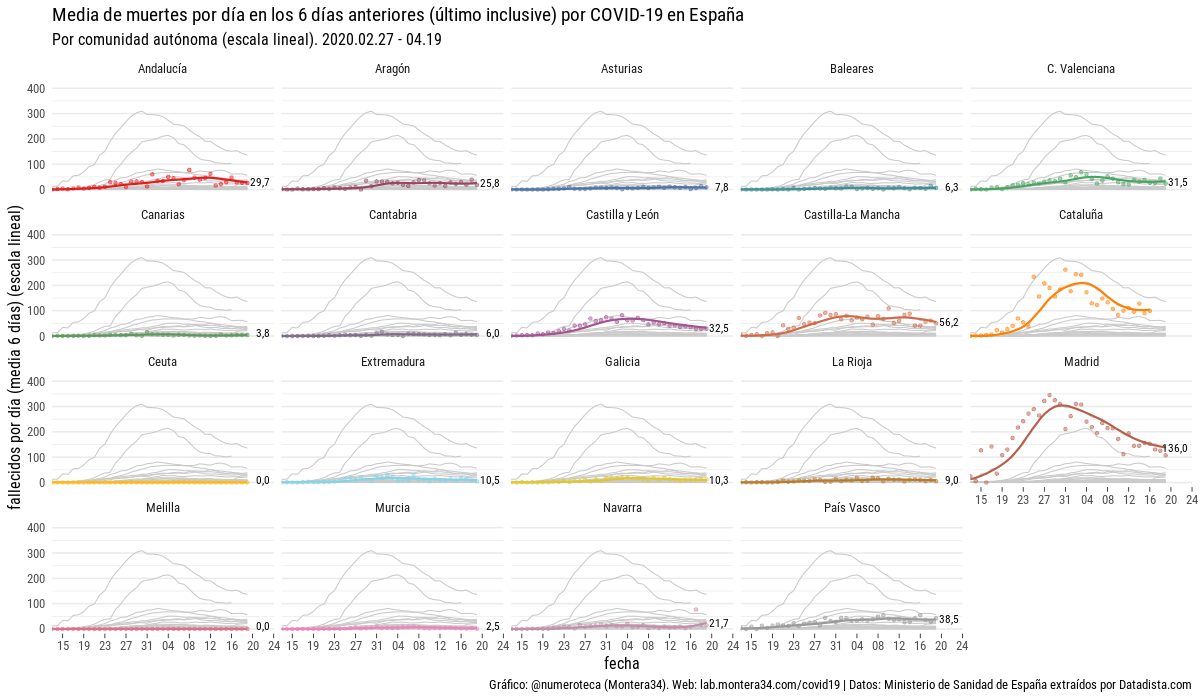 Media de muertes por día en los 6 días anteriores (último inclusive) por COVID-19 en España
Por comunidad autónoma (escala lineal). 2020.02.27 - 04.19
fallecidos por día (media 6 días) (escala lineal)
Andalucía Aragón Asturias Baleares C. Valenciana
400
300
200
100
0
29,7 25,8 7,8 6,3 31,5
Canarias Cantabria Castilla y León Castilla-La Mancha Cataluña
400
300
200
100
0
3,8 6,0 32,5 56,2
Ceuta Extremadura Galicia La Rioja Madrid
400
300
200
100
0
0,0 10,5 10,3 9,0 136,0
15 19 23 27 31 04 08 12 16 20 24
Melilla Murcia Navarra País Vasco
400
300
200
100
0
0,0 2,5 21,7 38,5
15 19 23 27 31 04 08 12 16 20 24 15 19 23 27 31 04 08 12 16 20 24 15 19 23 27 31 04 08 12 16 20 24 15 19 23 27 31 04 08 12 16 20 24
fecha
Gráfico: @numeroteca (Montera34). Web: lab.montera34.com/covid19 | Datos: Ministerio de Sanidad de España extraídos por Datadista.com